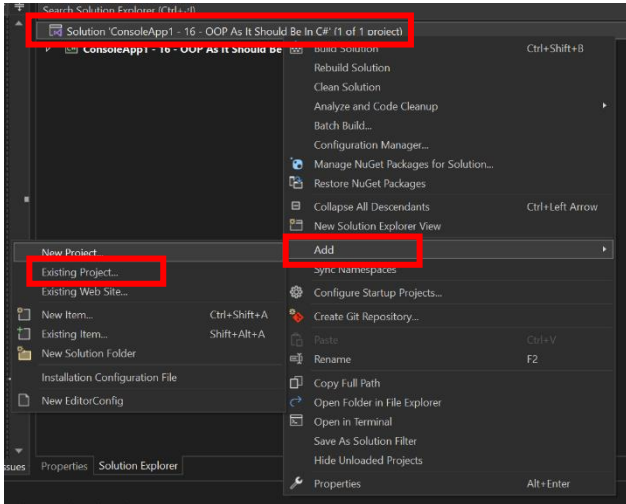 Search Solution Explorer (Ctrl+;)
Solution 'ConsoleApp1 - 16 - OOP As It Should Be In C#' (1 of 1 project)
ConsoleApp1 - 16 - OOP As It Should Be
Build Solution Ctrl+Shift+B
Rebuild Solution
Clean Solution
Analyze and Code Cleanup
Batch Build...
Configuration Manager...
Manage NuGet Packages for Solution...
Restore NuGet Packages
Collapse All Descendants Ctrl+Left Arrow
New Solution Explorer View
Add
Sync Namespaces
Configure Startup Projects...
Create Git Repository...
Paste Ctrl+V
Rename F2
Copy Full Path
Open Folder in File Explorer
Open in Terminal
Save As Solution Filter
Hide Unloaded Projects
Properties Alt+Enter
New Project...
Existing Project...
Existing Web Site...
New Item... Ctrl+Shift+A
Existing Item... Shift+Alt+A
New Solution Folder
Installation Configuration File
New EditorConfig
ssues Properties Solution Explorer